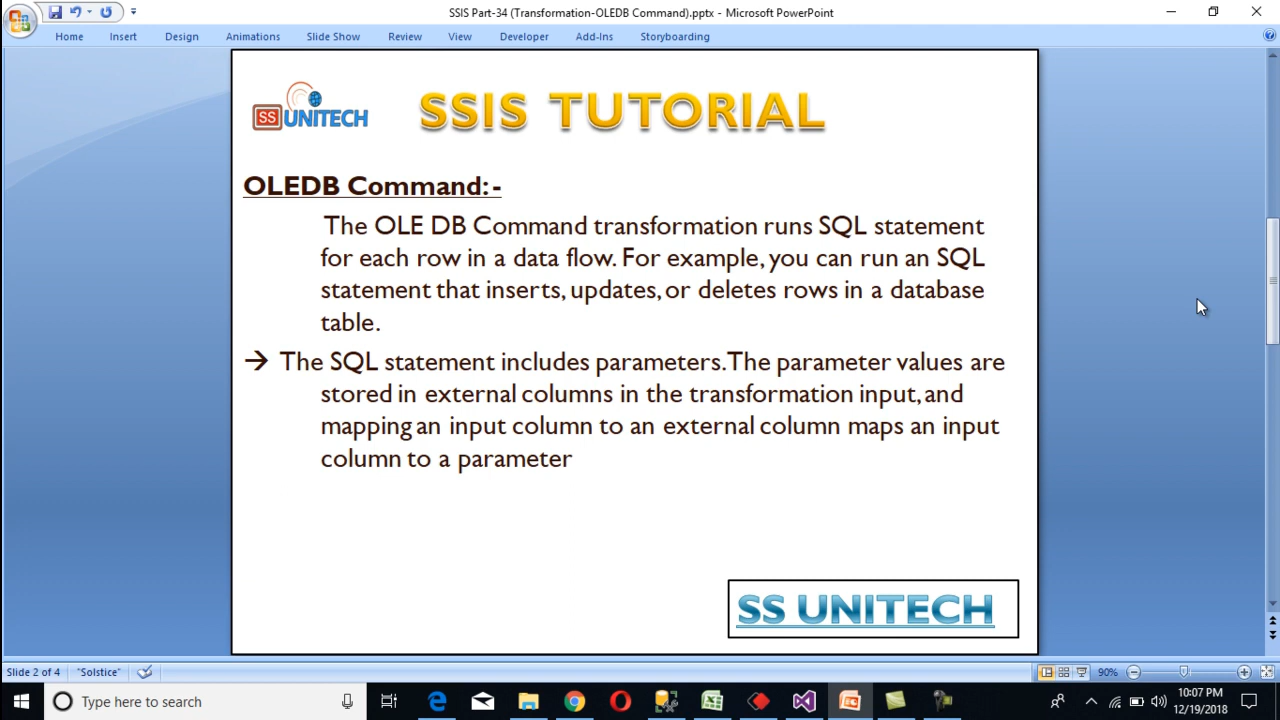 SSIS Part-34 (Transformation-OLEDB Command).pptx - Microsoft PowerPoint
Home Insert Design Animations Slide Show Review View Developer Add-Ins Storyboarding
SS UNITECH
SSIS TUTORIAL
OLEDB Command:-
The OLE DB Command transformation runs SQL statement
for each row in a data flow. For example, you can run an SQL
statement that inserts, updates, or deletes rows in a database
table.
→ The SQL statement includes parameters. The parameter values are
stored in external columns in the transformation input, and
mapping an input column to an external column maps an input
column to a parameter
SS UNITECH
Slide 2 of 4 "Solstice" 90%
Type here to search
10:07 PM
12/19/2018